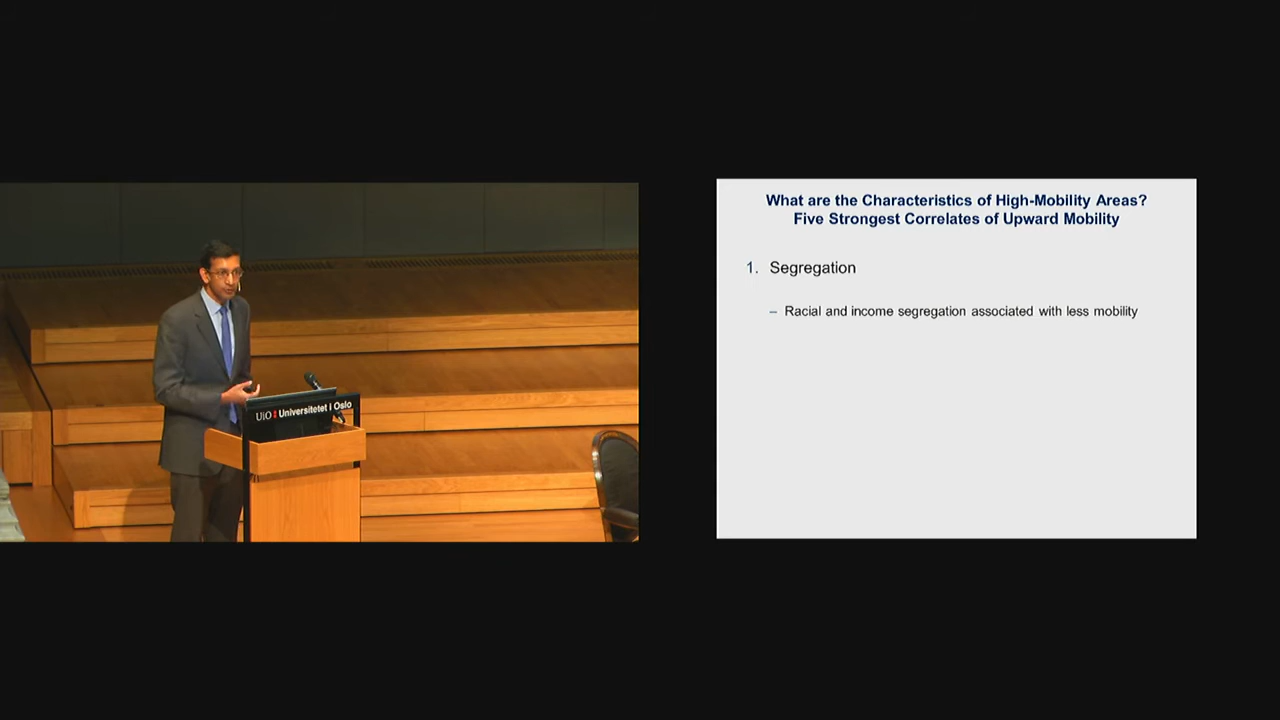 UiO Universitetet i Oslo
What are the Characteristics of High-Mobility Areas?
Five Strongest Correlates of Upward Mobility
1. Segregation
– Racial and income segregation associated with less mobility